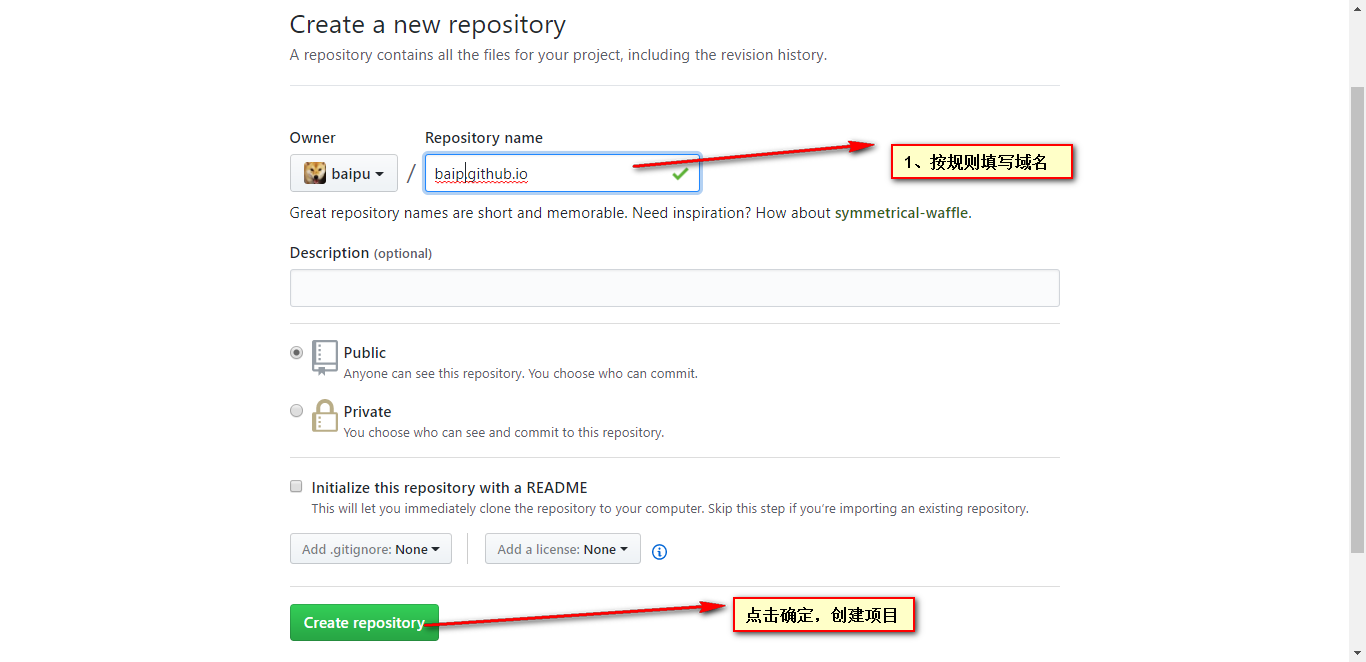 Create a new repository
A repository contains all the files for your project, including the revision history.
Owner
Repository name
baipu
/
baip.github.io
1、按规则填写域名
Great repository names are short and memorable. Need inspiration? How about symmetrical-waffle.
Description (optional)
Public
Anyone can see this repository. You choose who can commit.
Private
You choose who can see and commit to this repository.
Initialize this repository with a README
This will let you immediately clone the repository to your computer. Skip this step if you’re importing an existing repository.
Add .gitignore: None
Add a license: None
Create repository
点击确定，创建项目